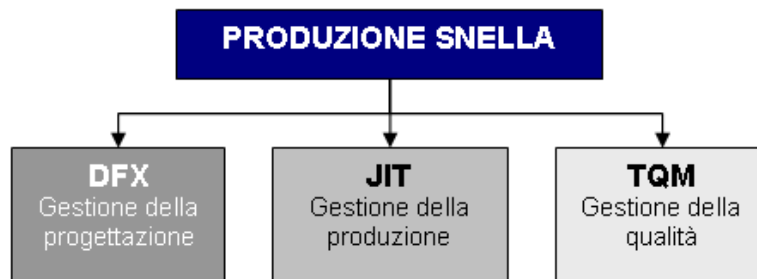 PRODUZIONE SNELLA
DFX
Gestione della
progettazione
JIT
Gestione della
produzione
TQM
Gestione della
qualità